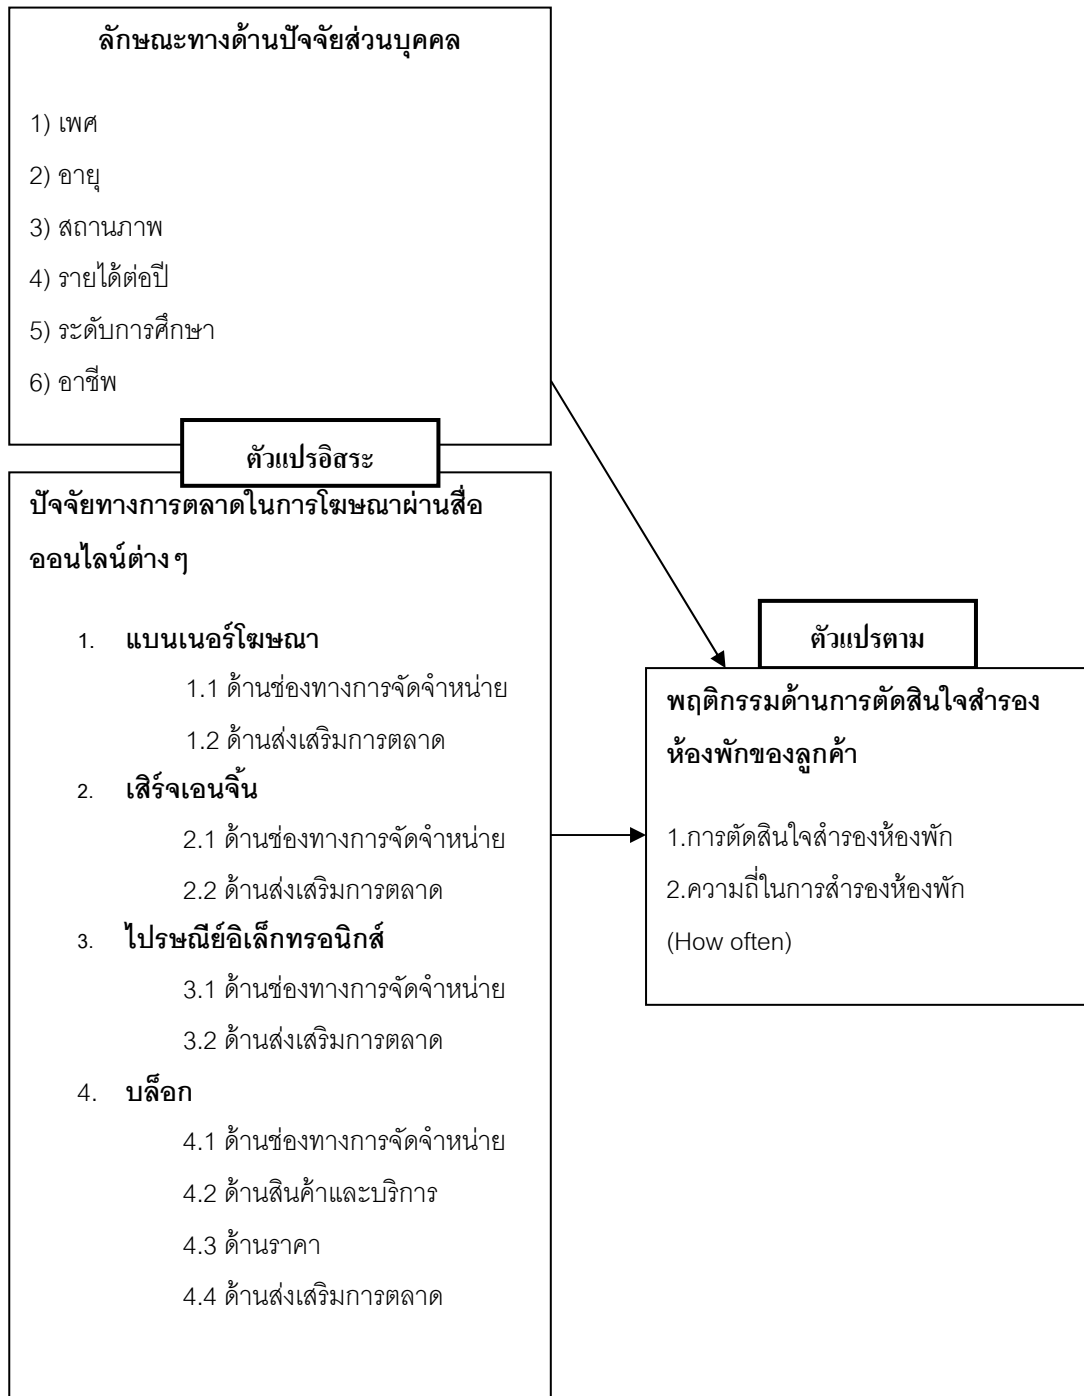 ลักษณะทางด้านปัจจัยส่วนบุคคล
1) เพศ
2) อายุ
3) สถานภาพ
4) รายได้ต่อปี
5) ระดับการศึกษา
6) อาชีพ
ตัวแปรอิสระ
ปัจจัยทางการตลาดในการโฆษณาผ่านสื่อ
ออนไลน์ต่างๆ
1. แบนเนอร์โฆษณา
1.1 ด้านช่องทางการจัดจำหน่าย
1.2 ด้านส่งเสริมการตลาด
2. เสิร์จเอนจิ้น
2.1 ด้านช่องทางการจัดจำหน่าย
2.2 ด้านส่งเสริมการตลาด
3. ไปรษณีย์อิเล็กทรอนิกส์
3.1 ด้านช่องทางการจัดจำหน่าย
3.2 ด้านส่งเสริมการตลาด
4. บล็อก
4.1 ด้านช่องทางการจัดจำหน่าย
4.2 ด้านสินค้าและบริการ
4.3 ด้านราคา
4.4 ด้านส่งเสริมการตลาด
ตัวแปรตาม
พฤติกรรมด้านการตัดสินใจสำรอง
ห้องพักของลูกค้า
1.การตัดสินใจสำรองห้องพัก
2.ความถี่ในการสำรองห้องพัก
(How often)